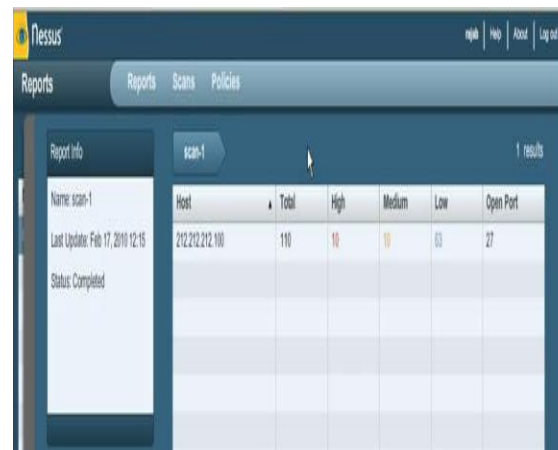 Nessus
rajab | Help | About | Log out
Reports
Reports Scans Policies
Report Info
scan-1
1 results
Name: scan-1
Last Update: Feb 17, 2010 12:15
Status: Completed
Host Total High Medium Low Open Port
212.212.212.100 110 10 10 63 27